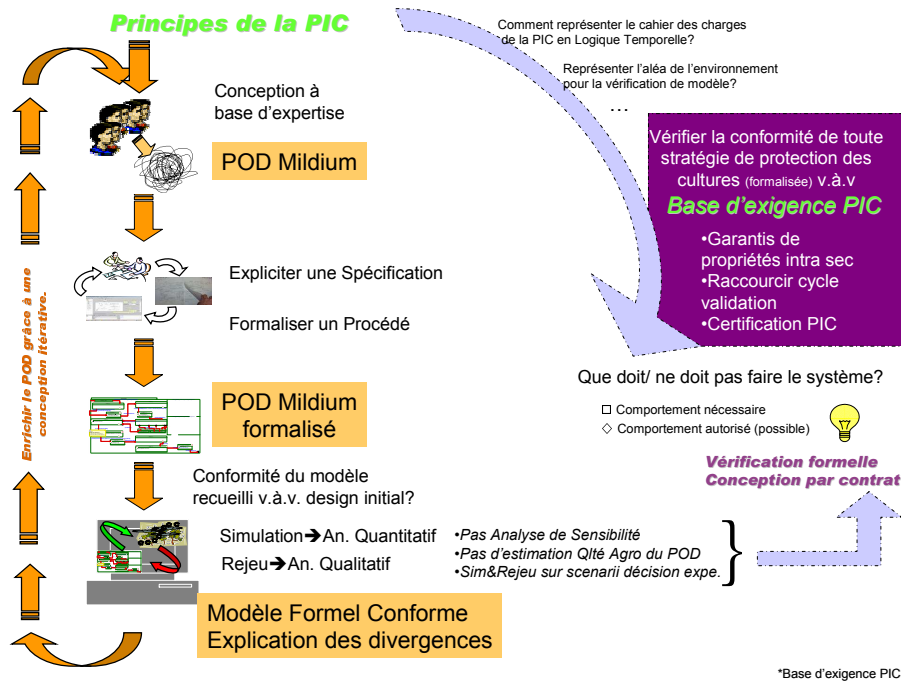 Principes de la PIC
Comment représenter le cahier des charges
de la PIC en Logique Temporelle?
Représenter l'aléa de l'environnement
pour la vérification de modèle?
…
Conception à
base d'expertise
POD Mildium
Vérifier la conformité de toute
stratégie de protection des
cultures (formalisée) v.à.v
Base d'exigence PIC
•Garantis de
propriétés intra sec
•Raccourcir cycle
validation
•Certification PIC
Expliciter une Spécification
Formaliser un Procédé
Enrichir le POD grâce à une
conception itérative.
Que doit/ ne doit pas faire le système?
□ Comportement nécessaire
◇ Comportement autorisé (possible)
POD Mildium
formalisé
Vérification formelle
Conception par contrat
Conformité du modèle
recueilli v.à.v. design initial?
Simulation➔An. Quantitatif
Rejeu➔An. Qualitatif
•Pas Analyse de Sensibilité
•Pas d'estimation Qlté Agro du POD
•Sim&Rejeu sur scenarii décision expe.
Modèle Formel Conforme
Explication des divergences
*Base d'exigence PIC